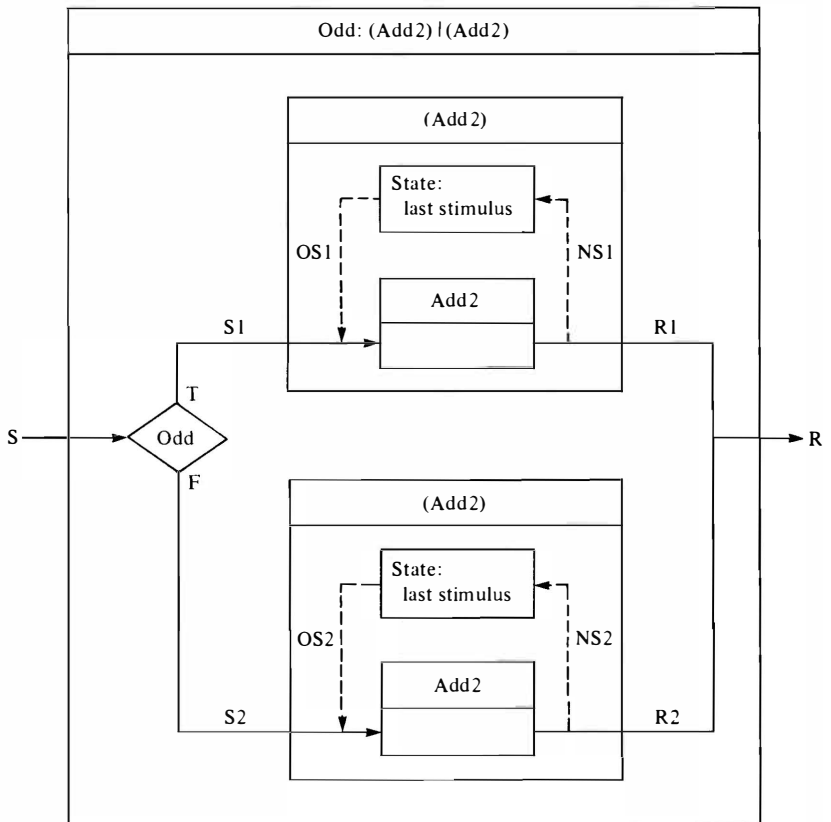 Odd: (Add2) | (Add2)
(Add2)
State:
last stimulus
OS1
NS1
Add2
S1
R1
T
S
Odd
R
F
(Add2)
State:
last stimulus
OS2
NS2
Add2
S2
R2